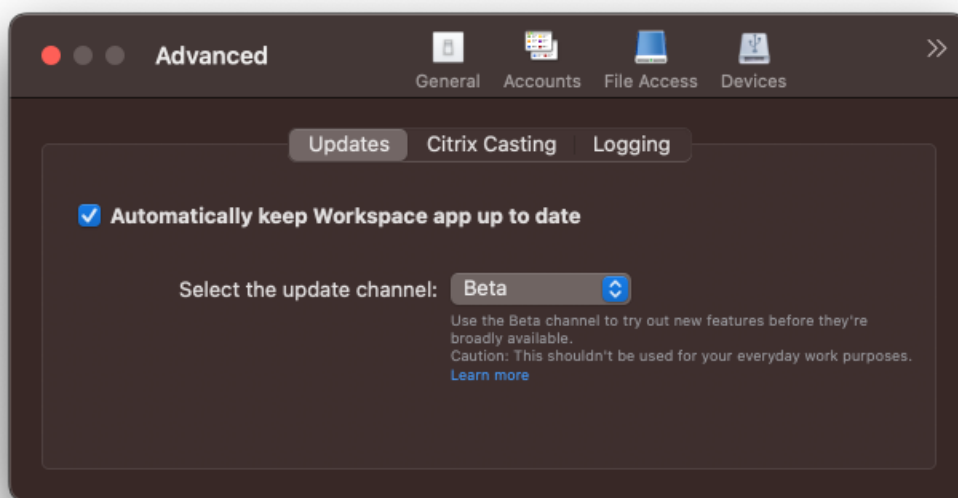 Advanced
General Accounts File Access Devices
Updates Citrix Casting Logging
Automatically keep Workspace app up to date
Select the update channel: Beta
Use the Beta channel to try out new features before they're
broadly available.
Caution: This shouldn't be used for your everyday work purposes.
Learn more